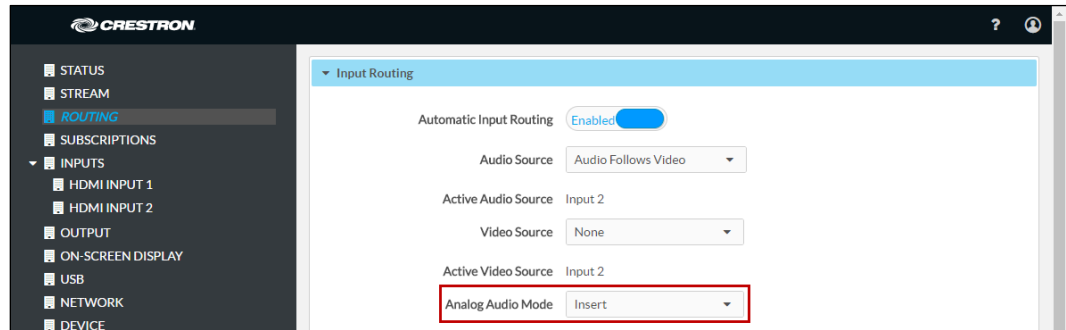 CRESTRON
?
STATUS
STREAM
ROUTING
SUBSCRIPTIONS
INPUTS
HDMI INPUT 1
HDMI INPUT 2
OUTPUT
ON-SCREEN DISPLAY
USB
NETWORK
DEVICE
Input Routing
Automatic Input Routing Enabled
Audio Source Audio Follows Video
Active Audio Source Input 2
Video Source None
Active Video Source Input 2
Analog Audio Mode Insert